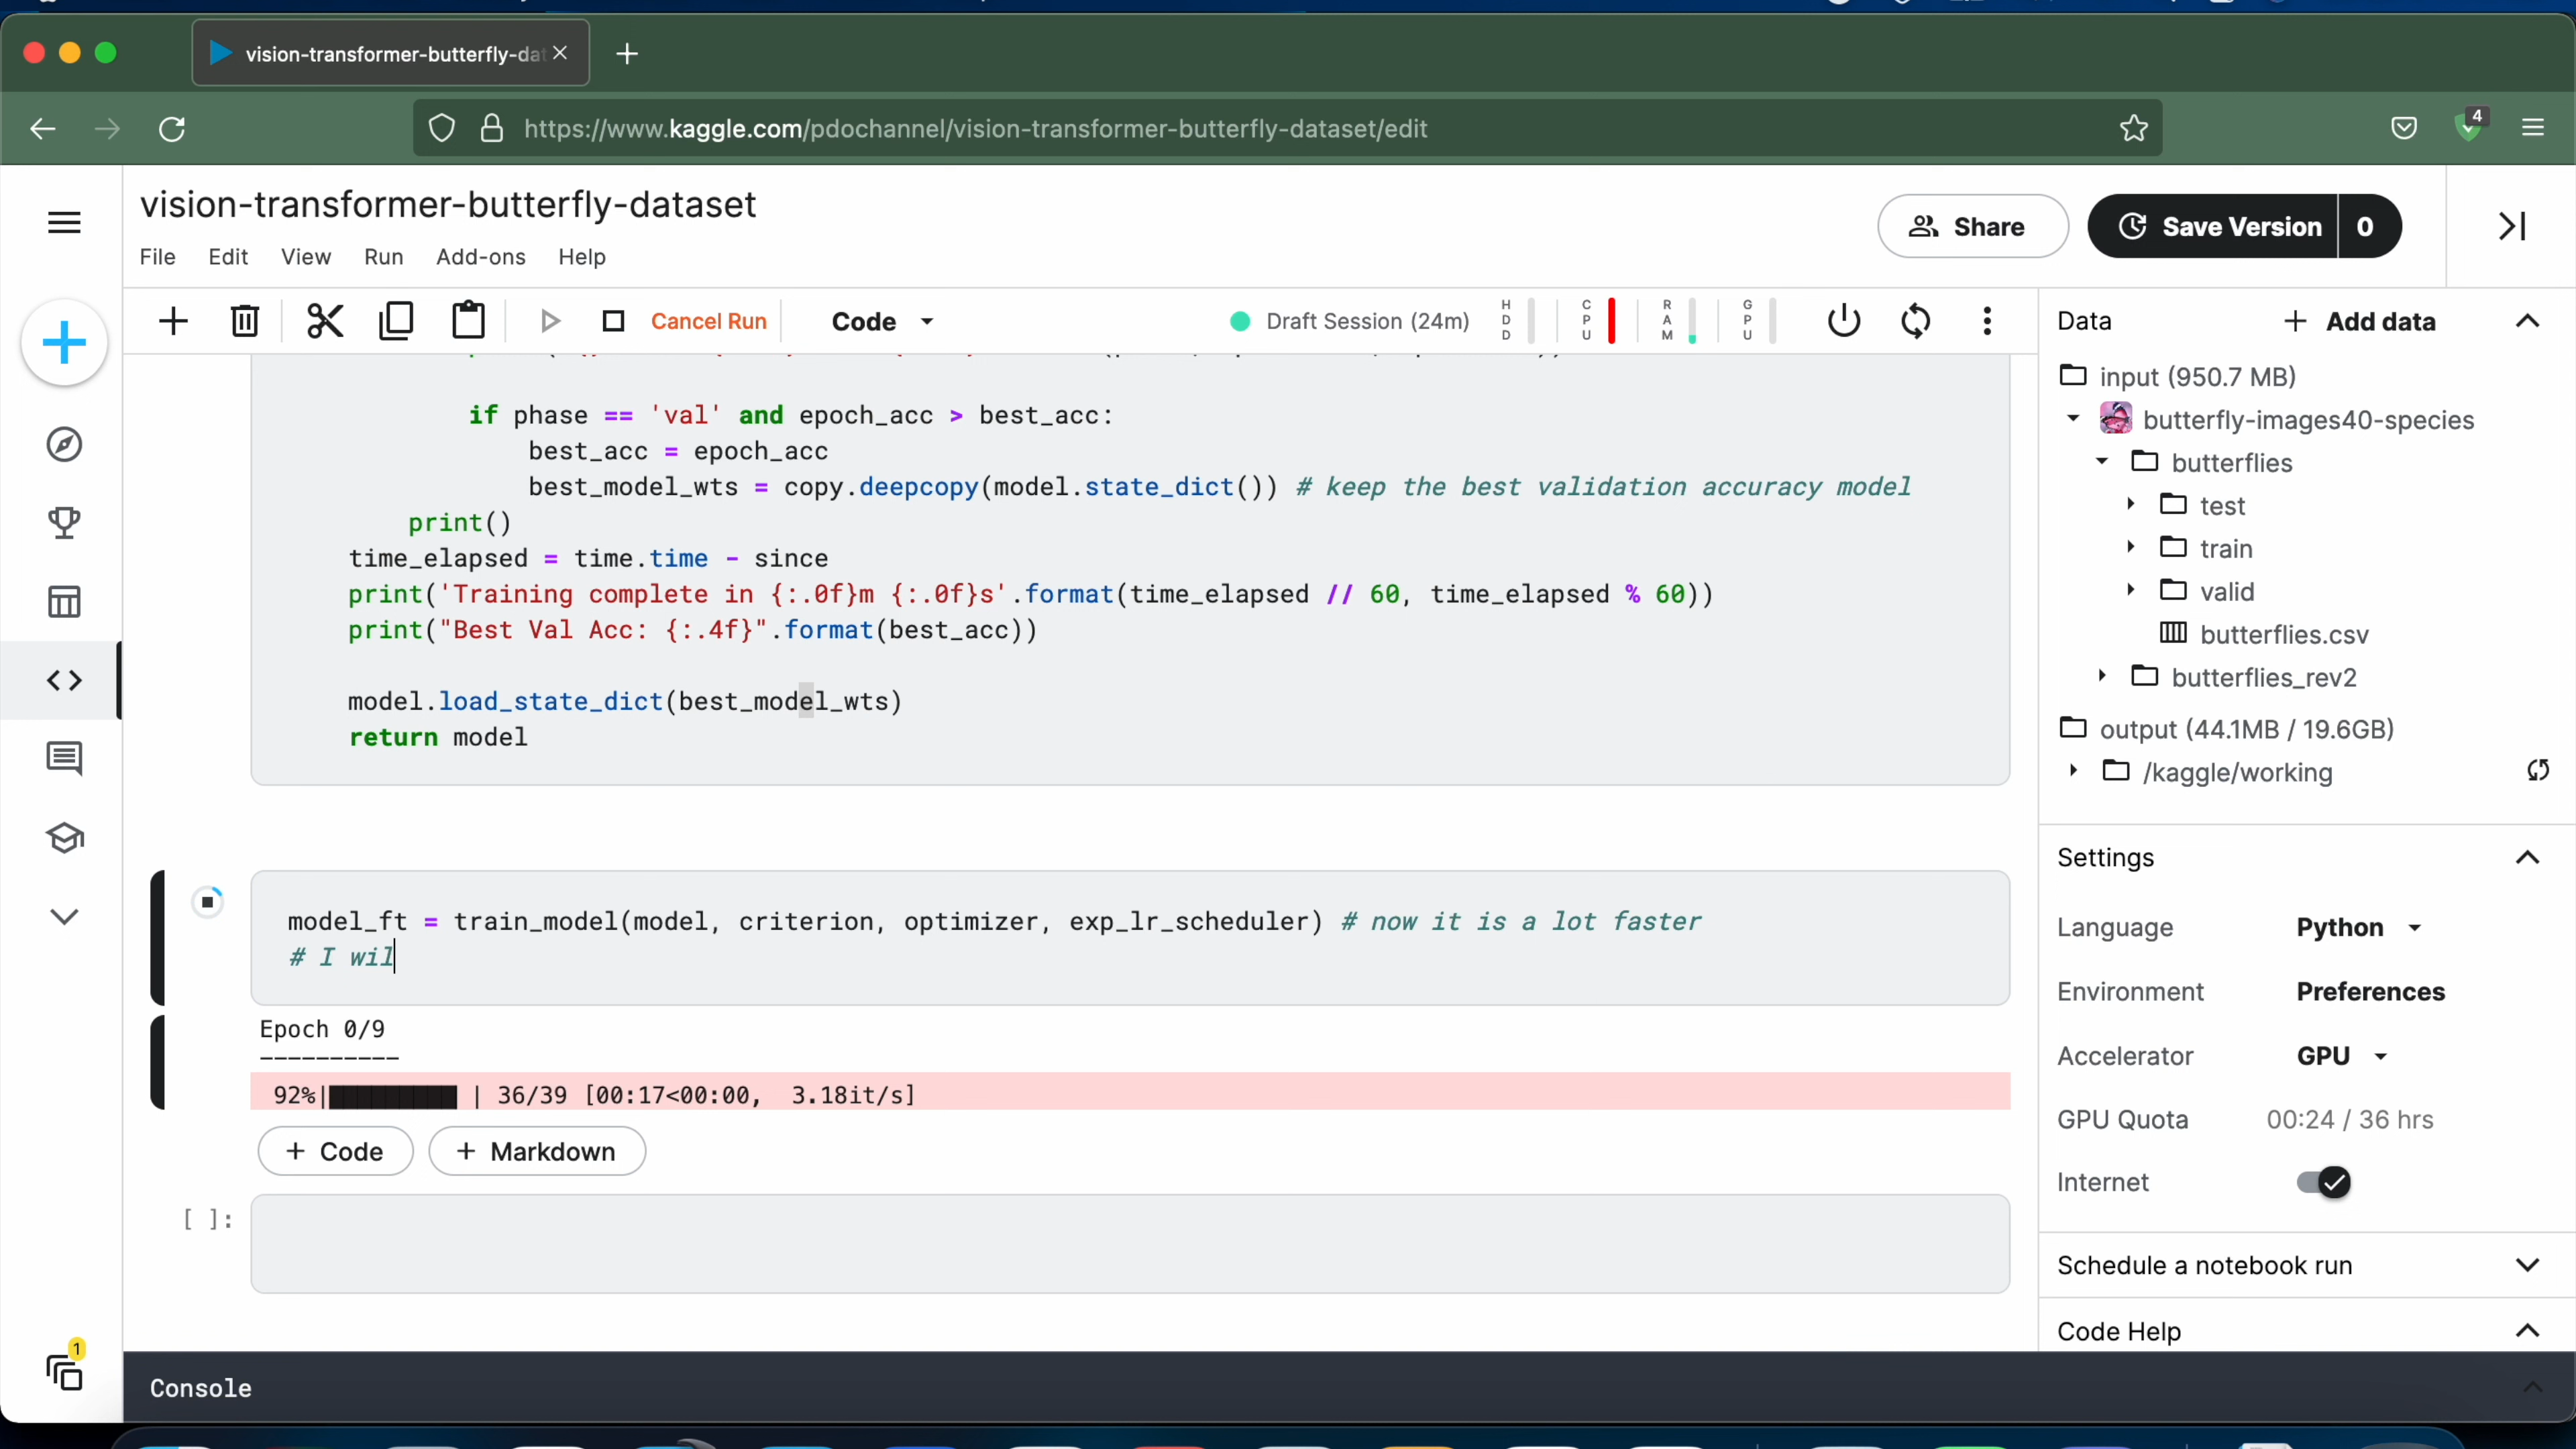 vision-transformer-butterfly-dat
https://www.kaggle.com/pdochannel/vision-transformer-butterfly-dataset/edit
4
vision-transformer-butterfly-dataset
File Edit View Run Add-ons Help
Share
Save Version 0
Cancel Run
Code
Draft Session (24m)
HDD
CPU
RAM
GPU
if phase == 'val' and epoch_acc > best_acc:
best_acc = epoch_acc
best_model_wts = copy.deepcopy(model.state_dict()) # keep the best validation accuracy model
print()
time_elapsed = time.time - since
print('Training complete in {:.0f}m {:.0f}s'.format(time_elapsed // 60, time_elapsed % 60))
print("Best Val Acc: {:.4f}".format(best_acc))
model.load_state_dict(best_model_wts)
return model
model_ft = train_model(model, criterion, optimizer, exp_lr_scheduler) # now it is a lot faster
# I wil
Epoch 0/9
----------
92%|██████████| 36/39 [00:17<00:00, 3.18it/s]
+ Code
+ Markdown
[ ]:
Data
+ Add data
input (950.7 MB)
butterfly-images40-species
butterflies
test
train
valid
butterflies.csv
butterflies_rev2
output (44.1MB / 19.6GB)
/kaggle/working
Settings
Language Python
Environment Preferences
Accelerator GPU
GPU Quota 00:24 / 36 hrs
Internet
Schedule a notebook run
Code Help
1
Console